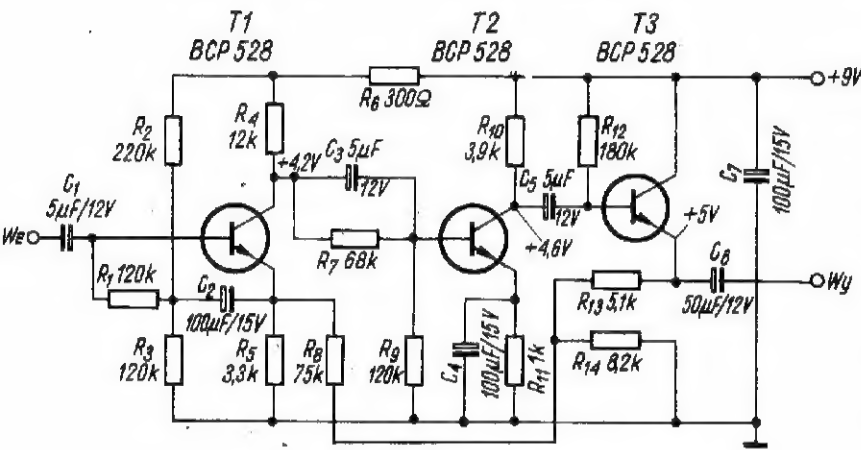 T1
BCP 528
T2
BCP 528
T3
BCP 528
+9V
R6 300Ω
R2
220k
R4
12k
R10
3,9k
R12
180k
C7
100µF/15V
+4,2V
C3 5µF
12V
C5 5µF
12V
C1
5µF/12V
We
+5V
+4,6V
R7 68k
R1 120k
C2
100µF/15V
R13 5,1k
C6
50µF/12V
Wy
R3
120k
R5
3,3k
R8
75k
R9
120k
C4
100µF/15V
R11 1k
R14 8,2k